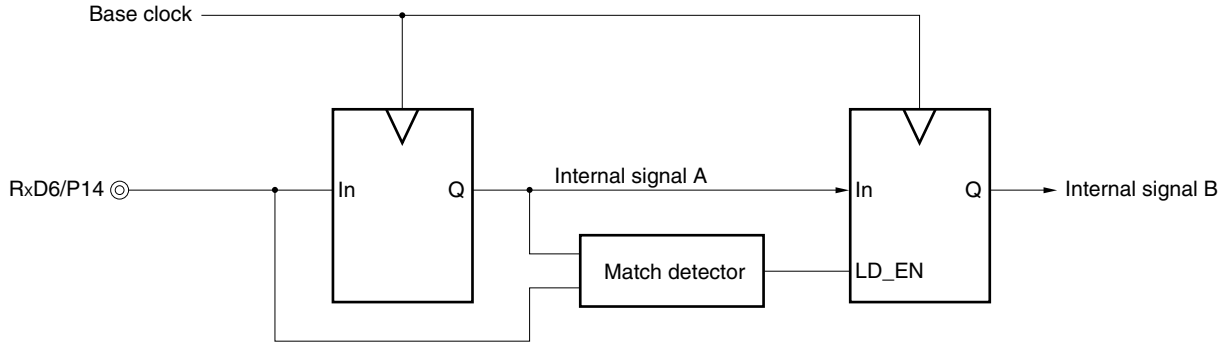 Base clock
RxD6/P14
In
Q
Internal signal A
In
Q
Internal signal B
Match detector
LD_EN